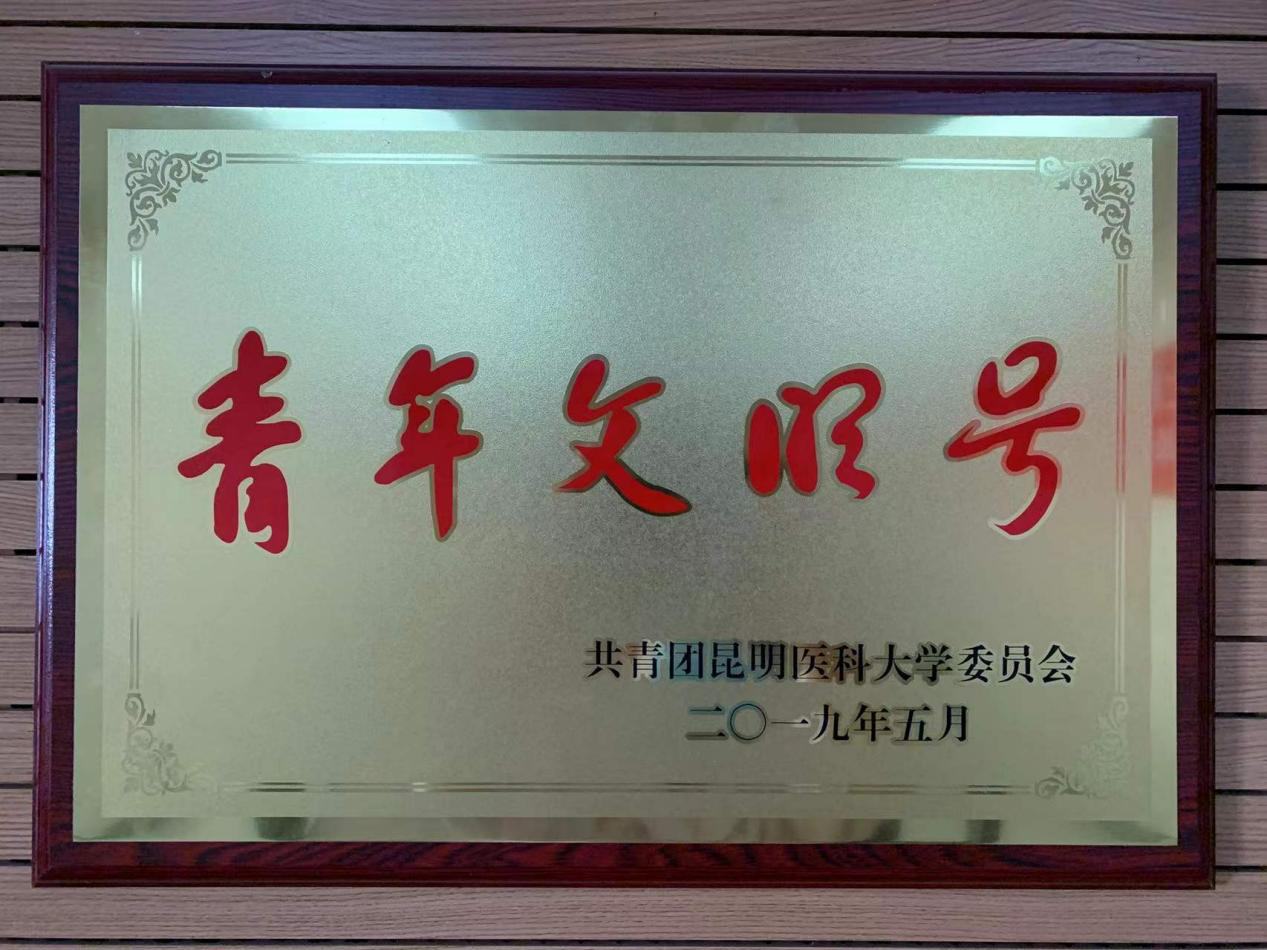 青年文明号
共青团昆明医科大学委员会
二〇一九年五月